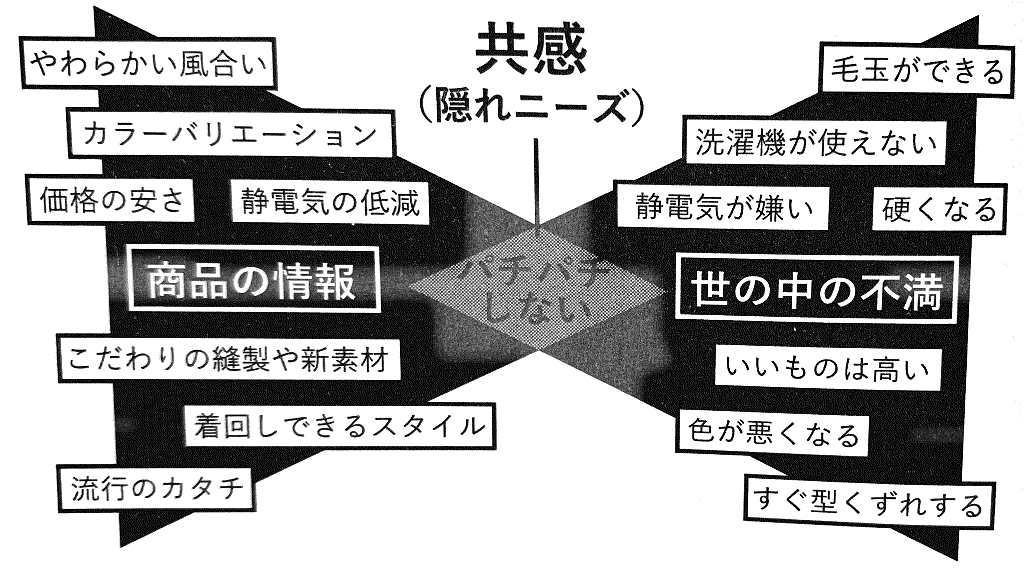 共感
(隠れニーズ)
やわらかい風合い
カラーバリエーション
価格の安さ
静電気の低減
商品の情報
こだわりの縫製や新素材
着回しできるスタイル
流行のカタチ
パチパチ
しない
毛玉ができる
洗濯機が使えない
静電気が嫌い
硬くなる
世の中の不満
いいものは高い
色が悪くなる
すぐ型くずれする